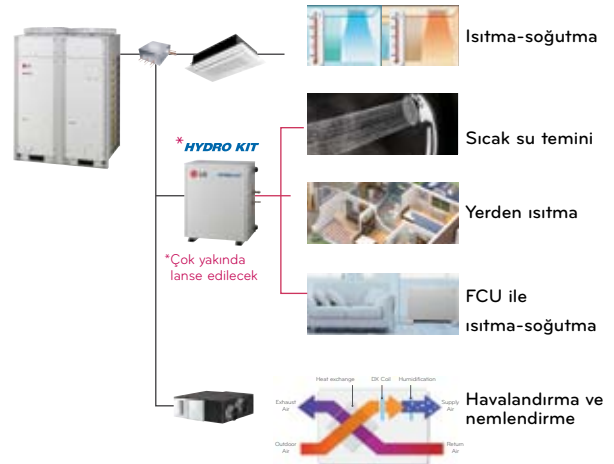 Isıtma-soğutma
Sıcak su temini
*HYDRO KIT
LG
Yerden ısıtma
*Çok yakında
lanse edilecek
FCU ile
ısıtma-soğutma
Heat exchange
DX Coil
Humidification
Exhaust
Air
Supply
Air
Outdoor
Air
Return
Air
Havalandırma ve
nemlendirme